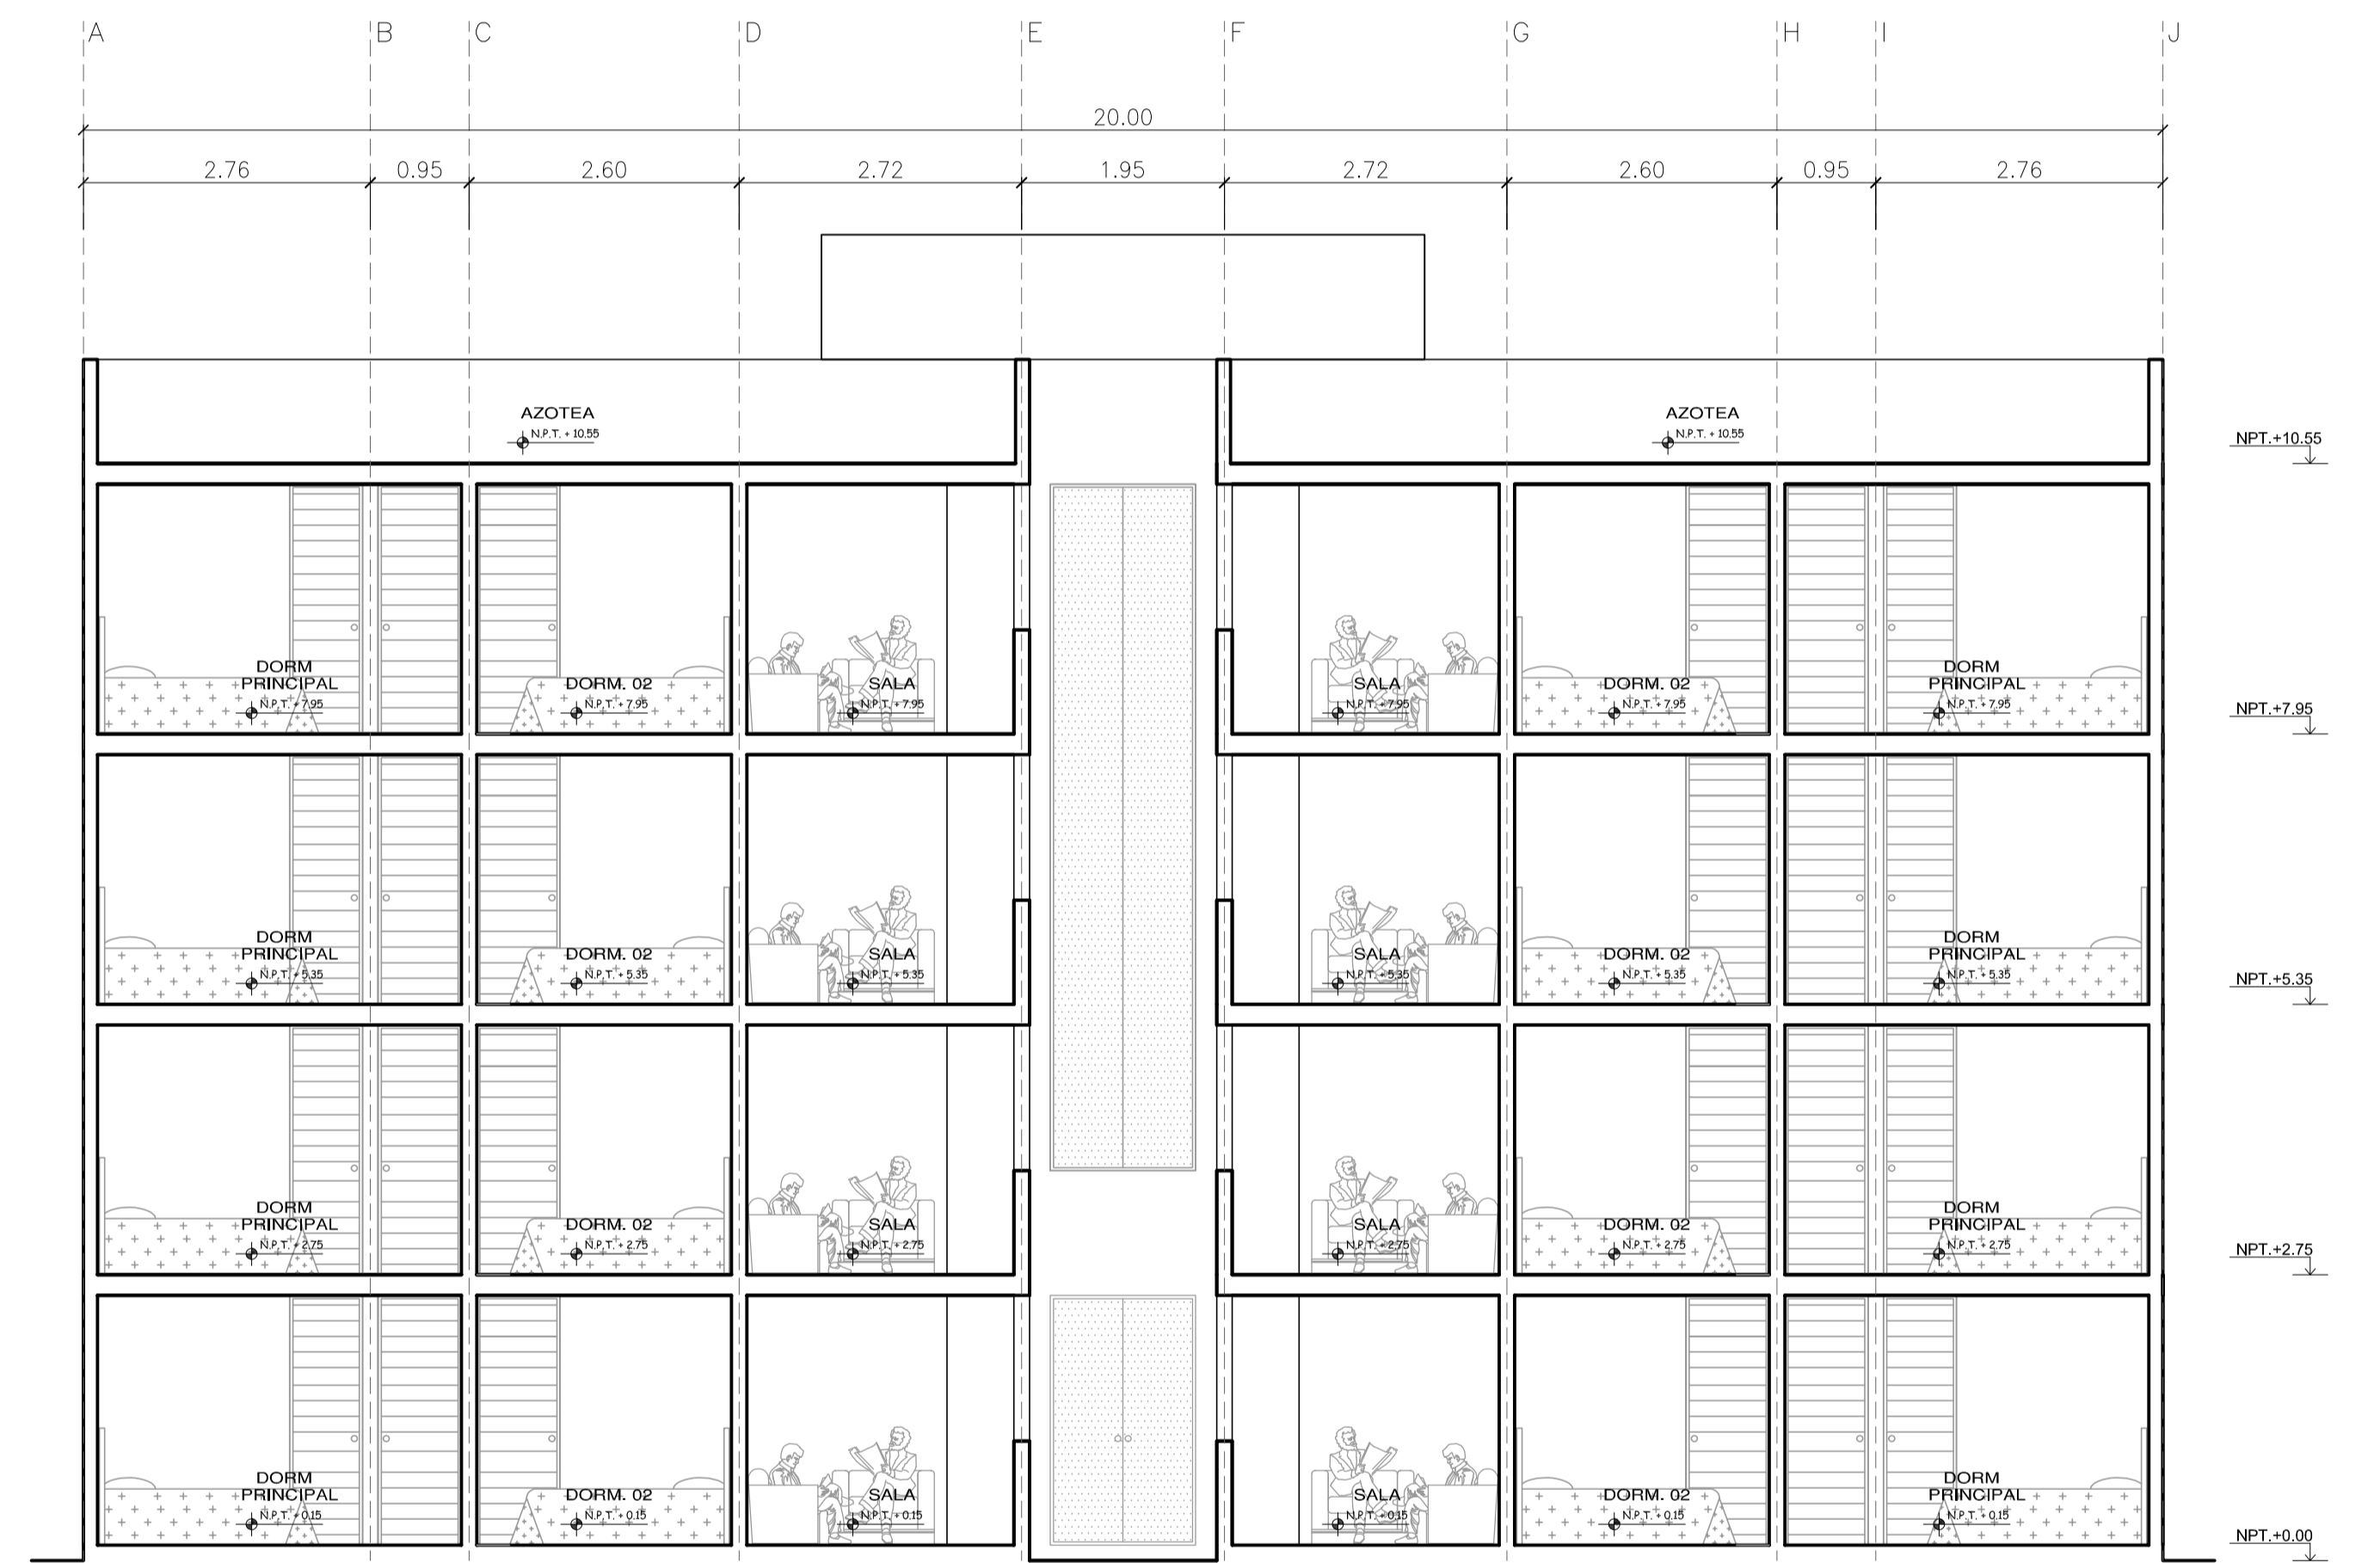 A B C D E F G H I J
20.00
2.76 0.95 2.60 2.72 1.95 2.72 2.60 0.95 2.76
AZOTEA AZOTEA
N.P.T. + 10.55 N.P.T. + 10.55 NPT.+10.55
DORM DORM
PRINCIPAL DORM. 02 SALA SALA DORM. 02 PRINCIPAL
N.P.T. + 7.95 N.P.T. + 7.95 N.P.T. + 7.95 N.P.T. + 7.95 N.P.T. + 7.95 N.P.T. + 7.95 NPT.+7.95
DORM DORM
PRINCIPAL DORM. 02 SALA SALA DORM. 02 PRINCIPAL
N.P.T. + 5.35 N.P.T. + 5.35 N.P.T. + 5.35 N.P.T. + 5.35 N.P.T. + 5.35 N.P.T. + 5.35 NPT.+5.35
DORM DORM
PRINCIPAL DORM. 02 SALA SALA DORM. 02 PRINCIPAL
N.P.T. + 2.75 N.P.T. + 2.75 N.P.T. + 2.75 N.P.T. + 2.75 N.P.T. + 2.75 N.P.T. + 2.75 NPT.+2.75
DORM DORM
PRINCIPAL DORM. 02 SALA SALA DORM. 02 PRINCIPAL
N.P.T. + 0.15 N.P.T. + 0.15 N.P.T. + 0.15 N.P.T. + 0.15 N.P.T. + 0.15 N.P.T. + 0.15
NPT.+0.00